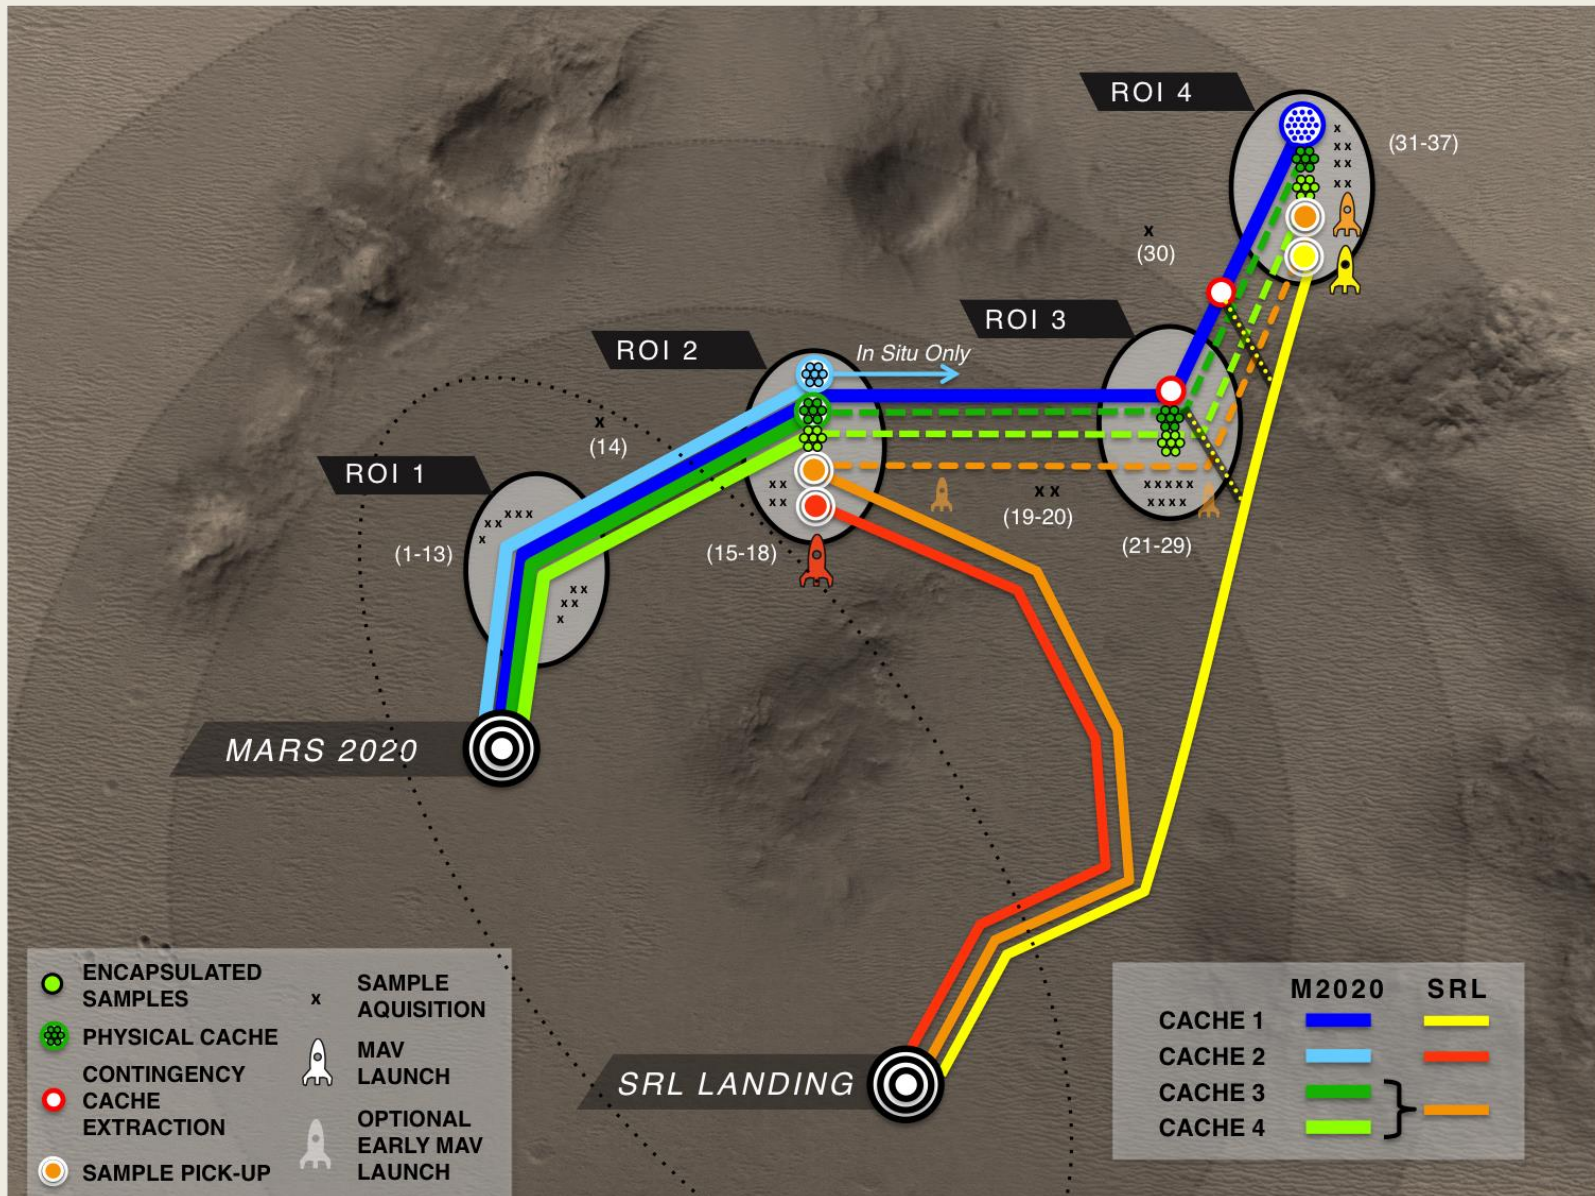 ROI 4
(31-37)
x
x x
x x
x x
x
(30)
ROI 3
In Situ Only
ROI 2
x
(14)
ROI 1
x x x
x x
x
(1-13)
x x
x x
x
x x
x x
(15-18)
x x
(19-20)
x x x x x
x x x x
(21-29)
MARS 2020
SRL LANDING
ENCAPSULATED
SAMPLES
PHYSICAL CACHE
CONTINGENCY
CACHE
EXTRACTION
SAMPLE PICK-UP
x
SAMPLE
AQUISITION
MAV
LAUNCH
OPTIONAL
EARLY MAV
LAUNCH
M2020 SRL
CACHE 1
CACHE 2
CACHE 3
CACHE 4